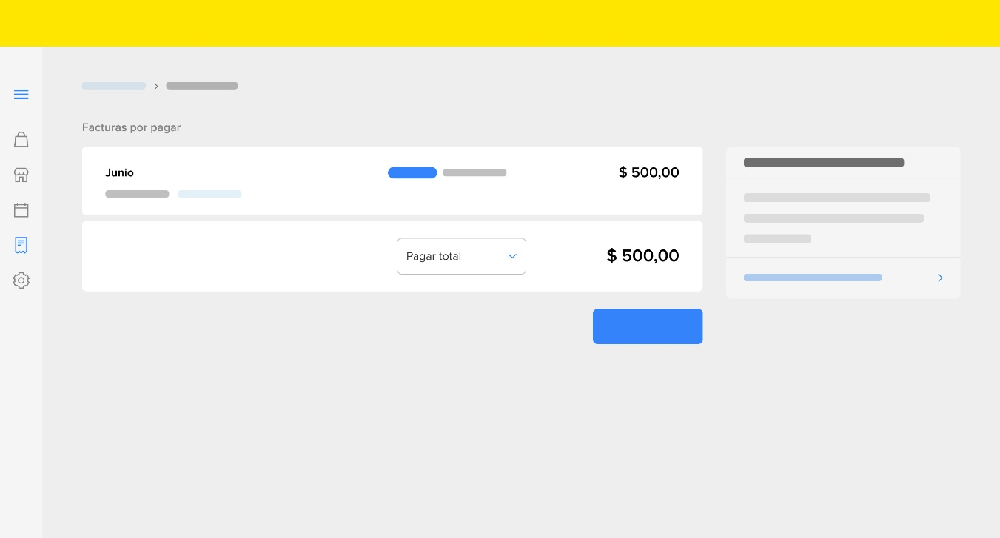 Facturas por pagar
Junio
$ 500,00
Pagar total
$ 500,00